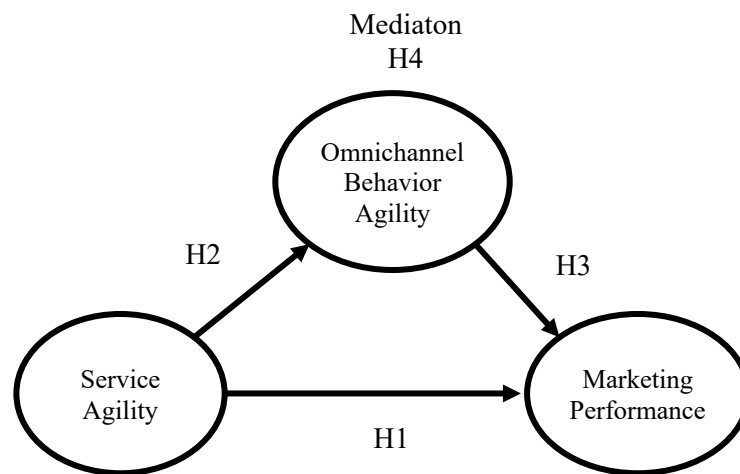 Mediaton
H4
Omnichannel
Behavior
Agility
H2
H3
Service
Agility
Marketing
Performance
H1